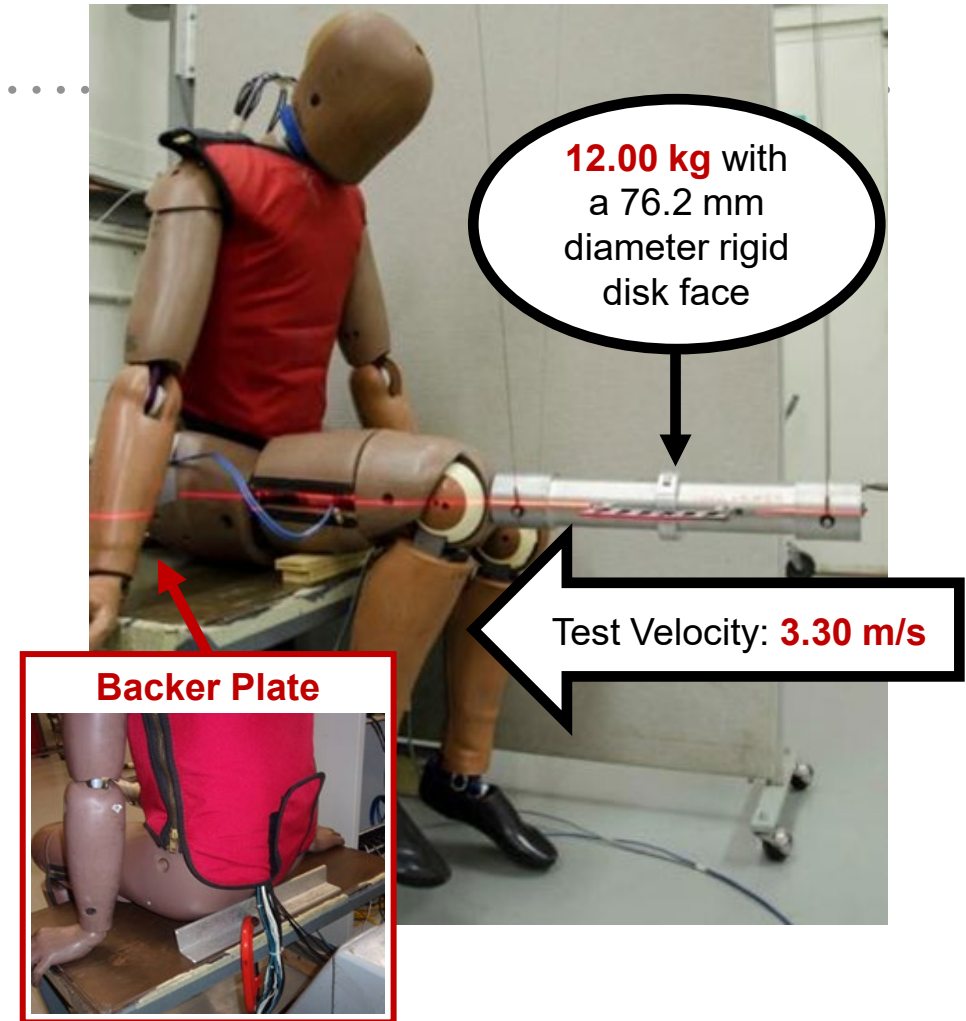 12.00 kg with
a 76.2 mm
diameter rigid
disk face
Test Velocity: 3.30 m/s
Backer Plate